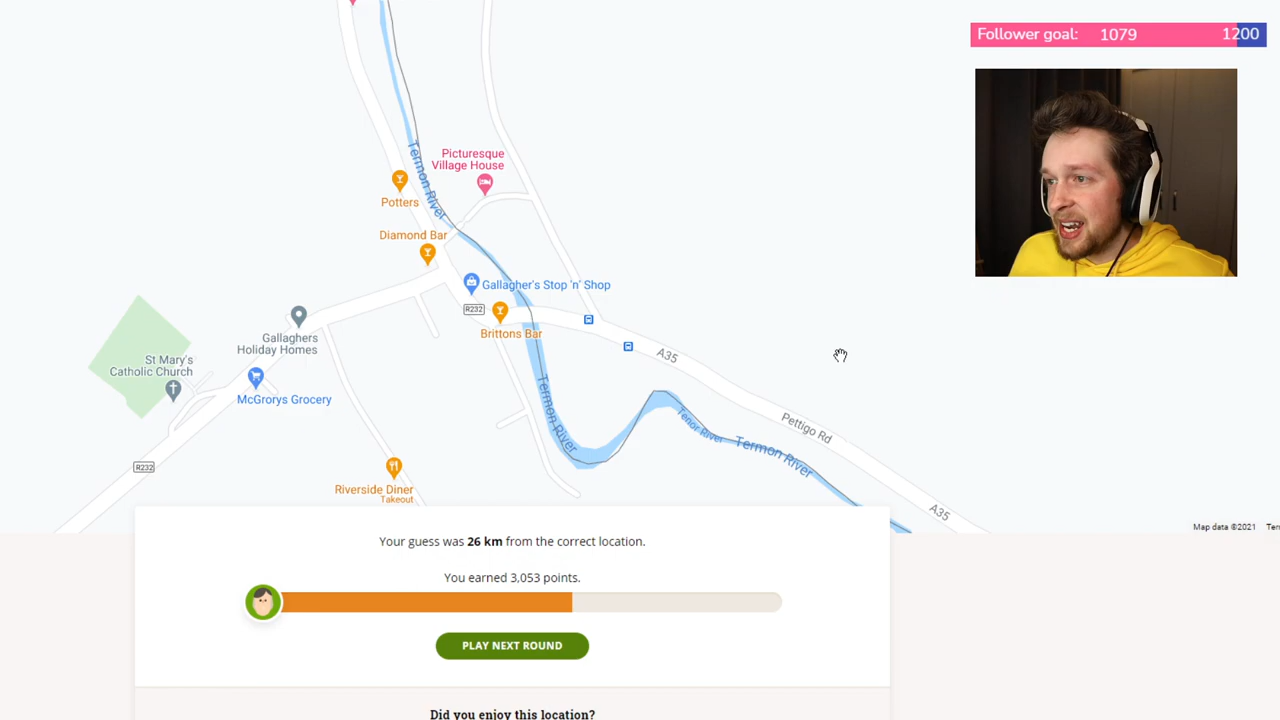 Follower goal: 1079 1200
Picturesque
Village House
Termon River
Potters
Diamond Bar
Gallagher's Stop 'n' Shop
R232
Brittons Bar
Gallaghers
Holiday Homes
A35
St Mary's
Catholic Church
McGrorys Grocery
Termon River
Tenor River
Pettigo Rd
Termon River
R232
Riverside Diner
Takeout
A35
Map data ©2021
Your guess was 26 km from the correct location.
You earned 3,053 points.
PLAY NEXT ROUND
Did you enjoy this location?